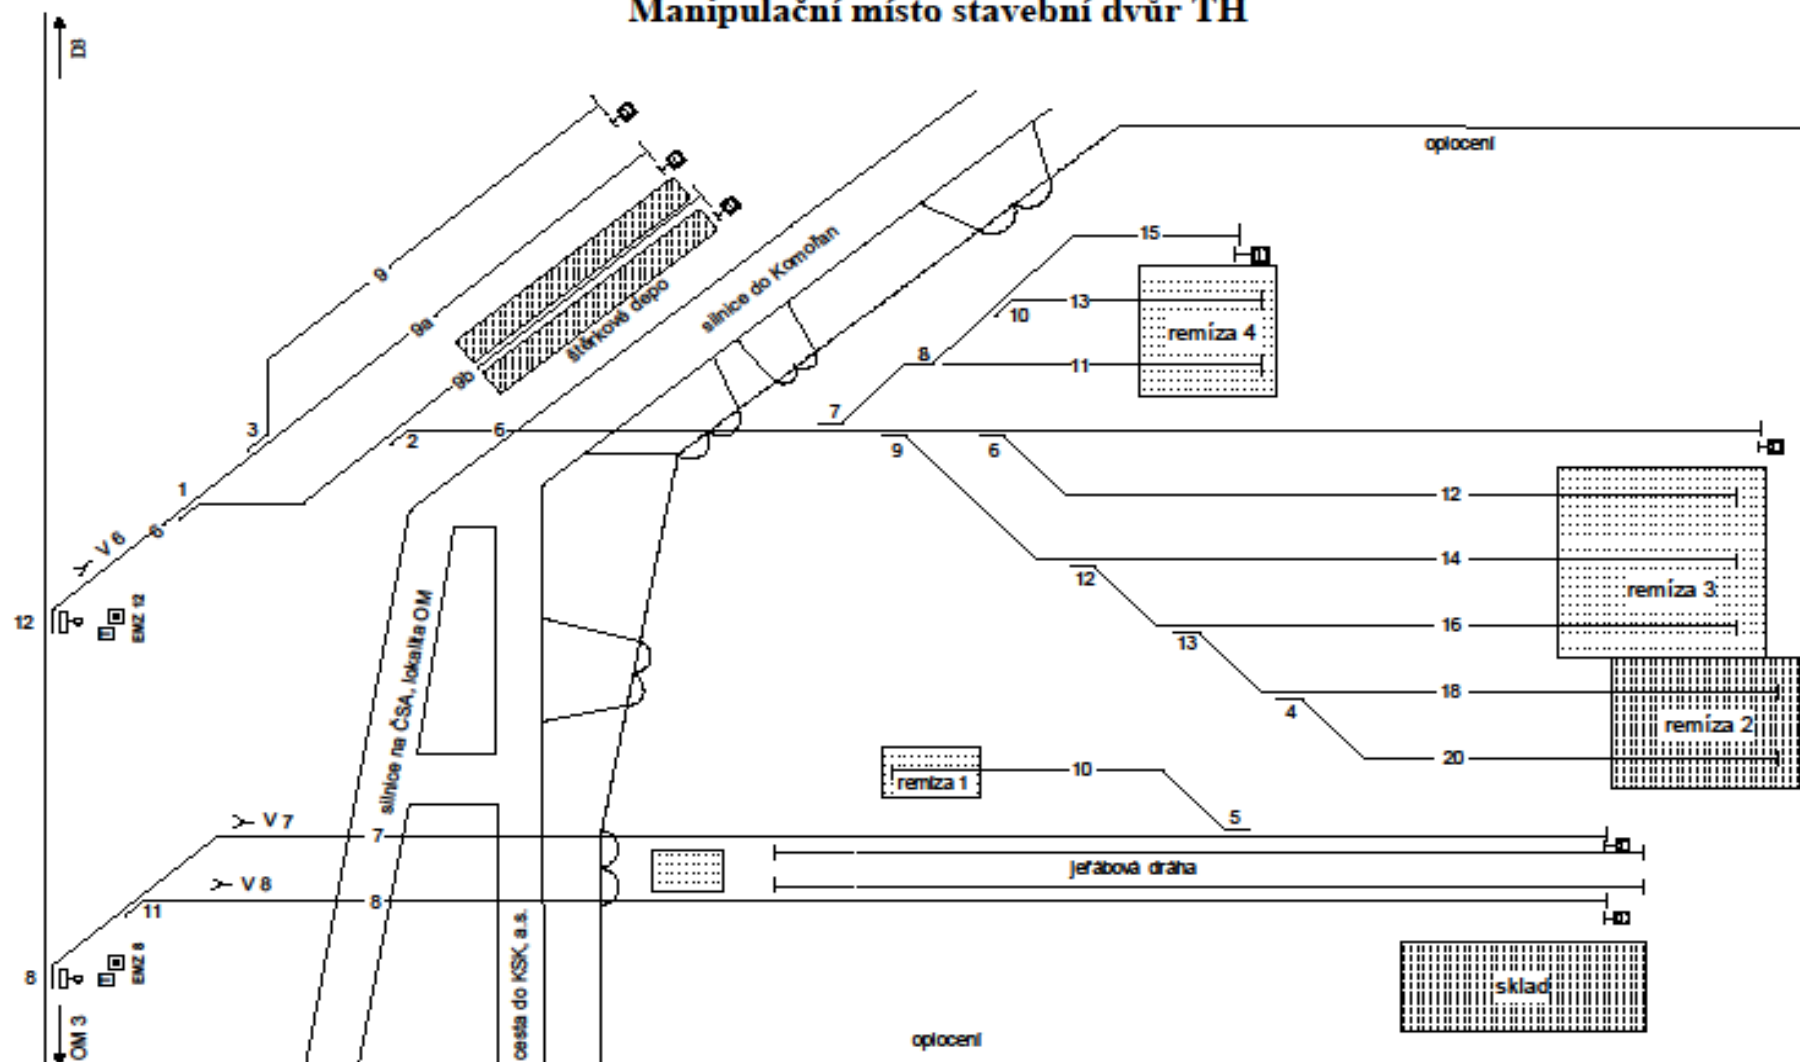 Manipulační místo stavební dvůr TH
D3
oplocení
15
silnice do Komořan
9
13
10
9a
štěrkové depo
remíza 4
8
11
9b
7
3
2
6
9
6
1
12
6
V 6
14
12
remíza 3
12
EMZ 12
16
13
silnice na ČSA, lokalita OM
18
4
remíza 2
20
10
remíza 1
5
V 7
7
jeřábová dráha
V 8
8
11
EMZ 8
8
cesta do KSK, a.s.
sklad
OM 3
oplocení